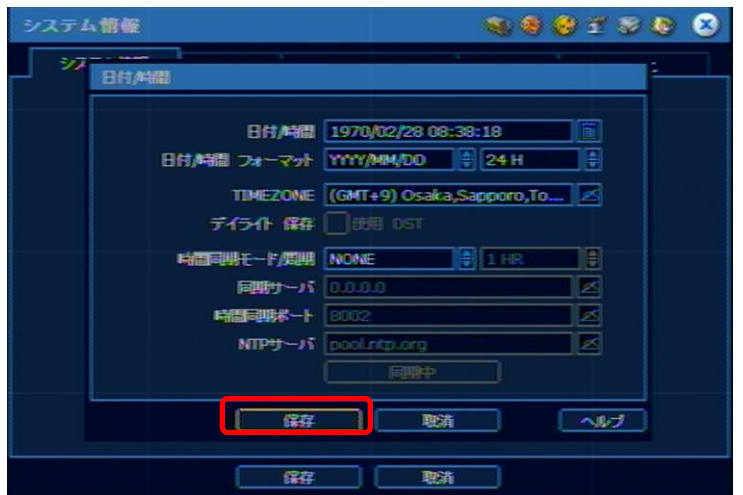 システム情報
シス
日付/時間
日付/時間 1970/02/28 08:38:18
日付/時間 フォーマット YYYY/MM/DD 24 H
TIMEZONE (GMT+9) Osaka,Sapporo,To...
デイライト 保存 使用 DST
時間同期モード/周期 NONE 1 HR
同期サーバ 0.0.0.0
時間同期ポート 8002
NTPサーバ pool.ntp.org
同期中
保存 取消 ヘルプ
保存 取消